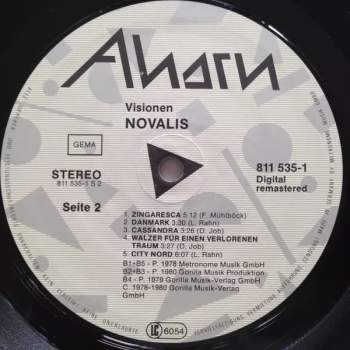 Ahorn
Visionen
NOVALIS
GEMA
STEREO
811 535-1 S 2
811 535-1
Digital
remastered
Seite 2
1. ZINGARESCA 5:12 (F. Mühlböck)
2. DANMARK 3:30 (L. Rahn)
3. CASSANDRA 3:26 (D. Job)
4. WALZER FÜR EINEN VERLORENEN
TRAUM 3:27 (D. Job)
5. CITY NORD 6:07 (L. Rahn)
B1+B5 - P. 1978 Metronome Musik GmbH
B2+B3 - P. 1980 Gorilla Musik Produktion
B4 - P. 1979 Gorilla Musik-Verlag GmbH
C. 1978-1980 Gorilla Musik-Verlag
GmbH
LC 6054